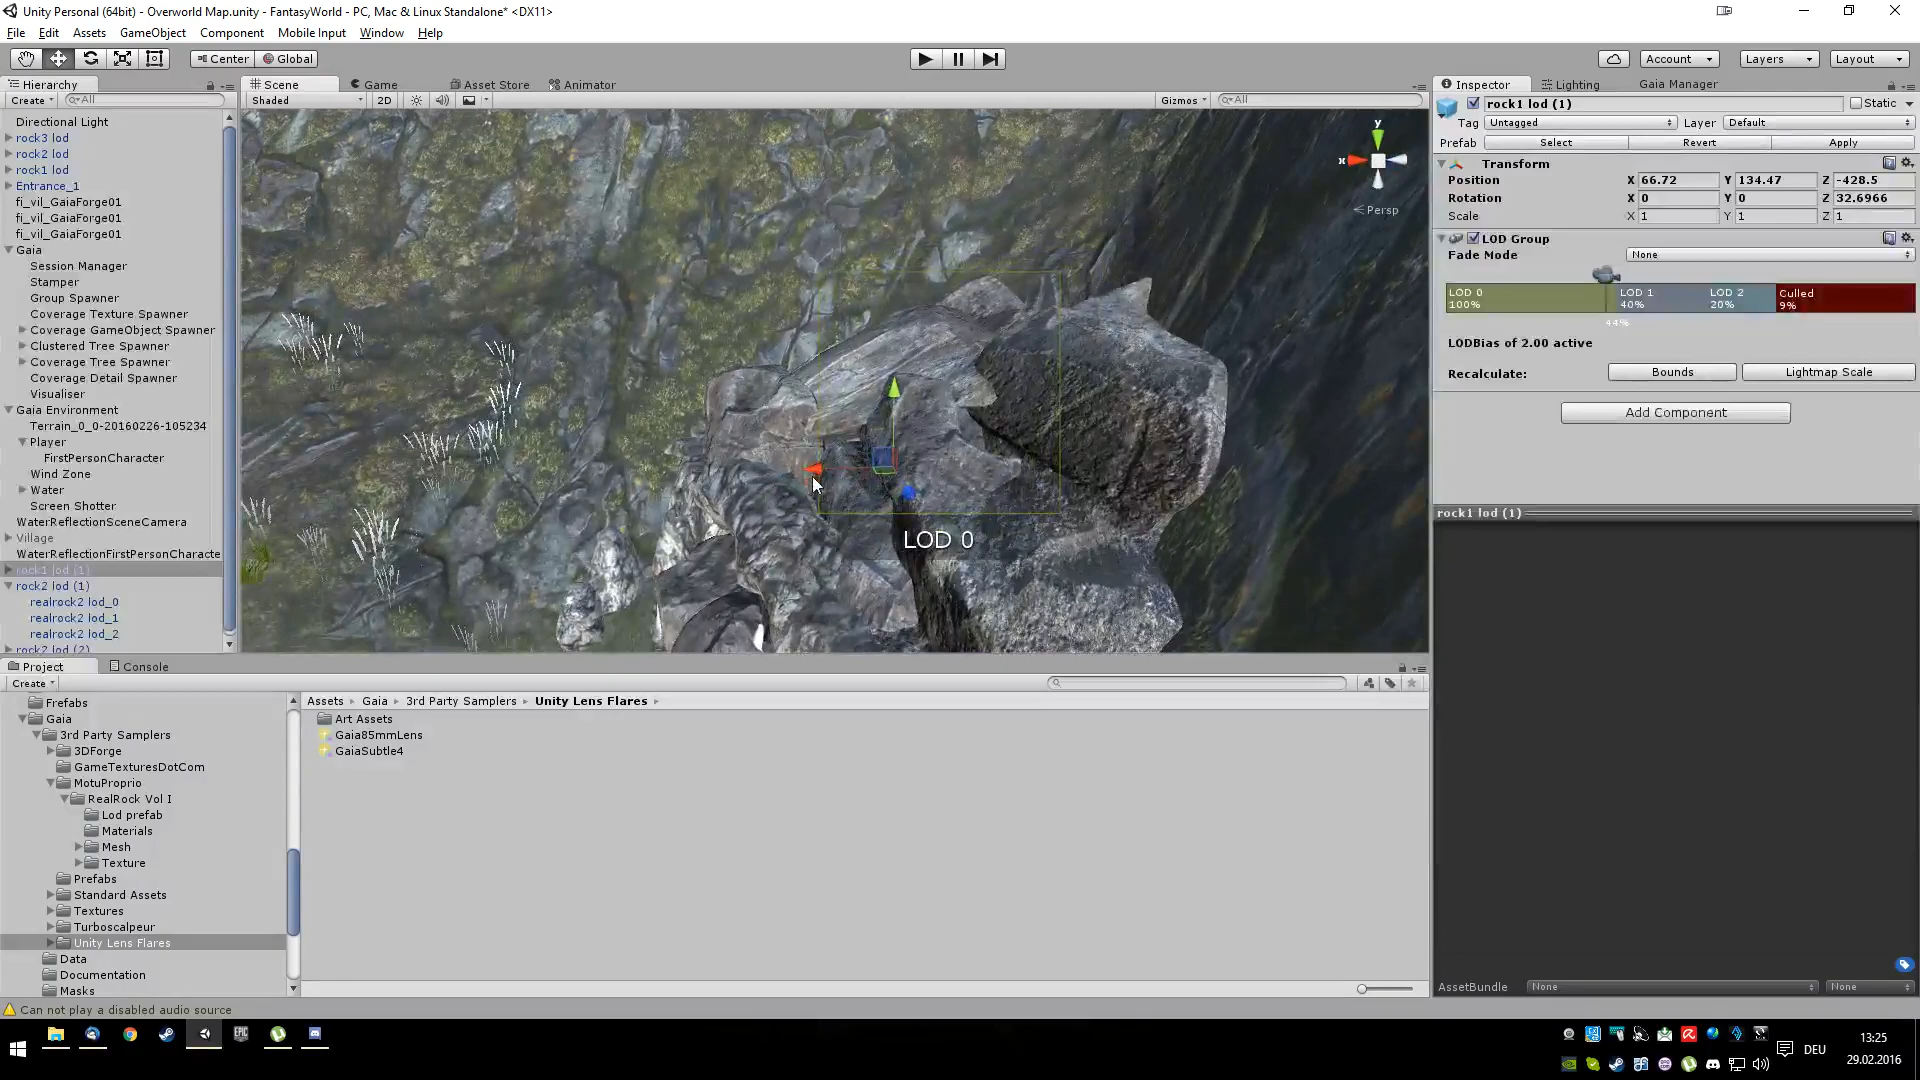 Unity Personal (64bit) - Overworld Map.unity - FantasyWorld - PC, Mac & Linux Standalone* <DX11>
File Edit Assets GameObject Component Mobile Input Window Help
Center Global Account Layers Layout
Hierarchy
Create All
Directional Light
rock3 lod
rock2 lod
rock1 lod
Entrance_1
fi_vil_GaiaForge01
fi_vil_GaiaForge01
fi_vil_GaiaForge01
Gaia
Session Manager
Stamper
Group Spawner
Coverage Texture Spawner
Coverage GameObject Spawner
Clustered Tree Spawner
Coverage Tree Spawner
Coverage Detail Spawner
Visualiser
Gaia Environment
Terrain_0_0-20160226-105234
Player
FirstPersonCharacter
Wind Zone
Water
Screen Shotter
WaterReflectionSceneCamera
Village
WaterReflectionFirstPersonCharacte
rock1 lod (1)
rock2 lod (1)
realrock2 lod_0
realrock2 lod_1
realrock2 lod_2
rock2 lod (2)
Scene Game Asset Store Animator
Shaded 2D Gizmos All
y
x
Persp
LOD 0
Inspector Lighting Gaia Manager
rock1 lod (1) Static
Tag Untagged Layer Default
Prefab Select Revert Apply
Transform
Position X 66.72 Y 134.47 Z -428.5
Rotation X 0 Y 0 Z 32.6966
Scale X 1 Y 1 Z 1
LOD Group
Fade Mode None
LOD 0 LOD 1 LOD 2 Culled
100% 40% 20% 9%
44%
LODBias of 2.00 active
Recalculate: Bounds Lightmap Scale
Add Component
rock1 lod (1)
AssetBundle None None
Project Console
Create
Prefabs
Gaia
3rd Party Samplers
3DForge
GameTexturesDotCom
MotuProprio
RealRock Vol I
Lod prefab
Materials
Mesh
Texture
Prefabs
Standard Assets
Textures
Turboscalpeur
Unity Lens Flares
Data
Documentation
Masks
Assets Gaia 3rd Party Samplers Unity Lens Flares
Art Assets
Gaia85mmLens
GaiaSubtle4
Can not play a disabled audio source
EPIC
DEU
13:25
29.02.2016